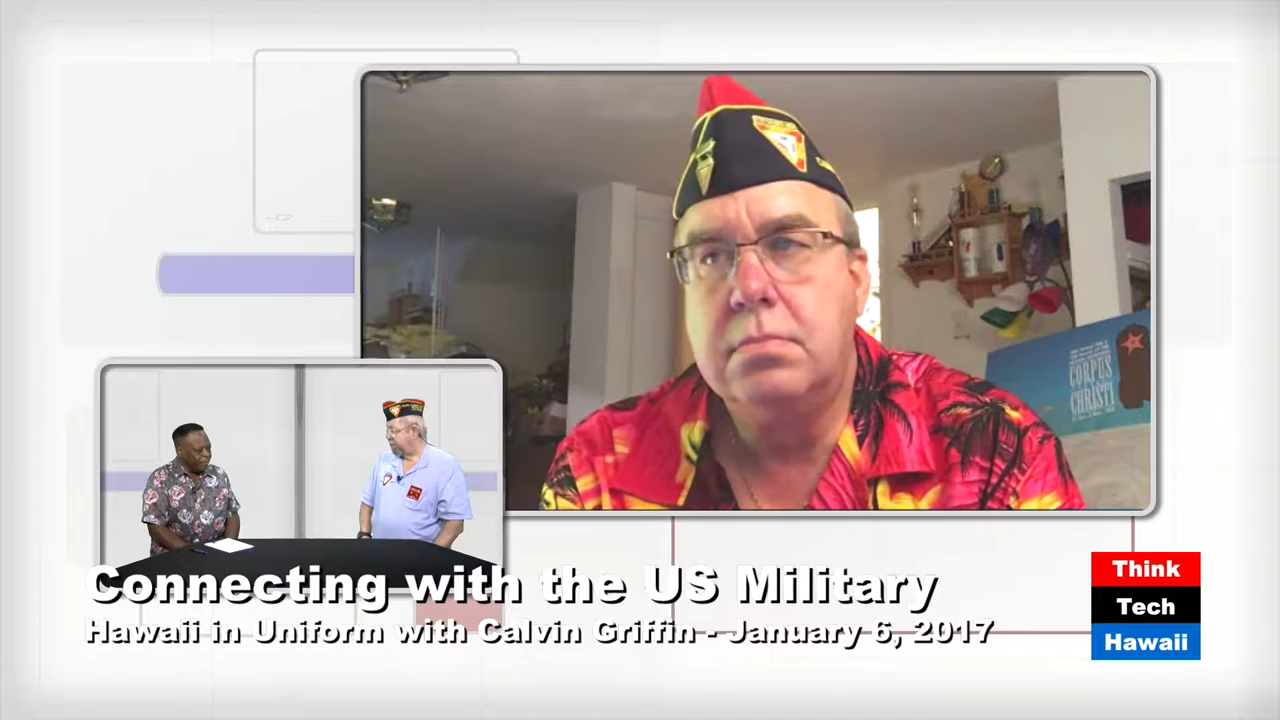 CORPUS
CHRISTI
Connecting with the US Military
Hawaii in Uniform with Calvin Griffin - January 6, 2017
Think
Tech
Hawaii